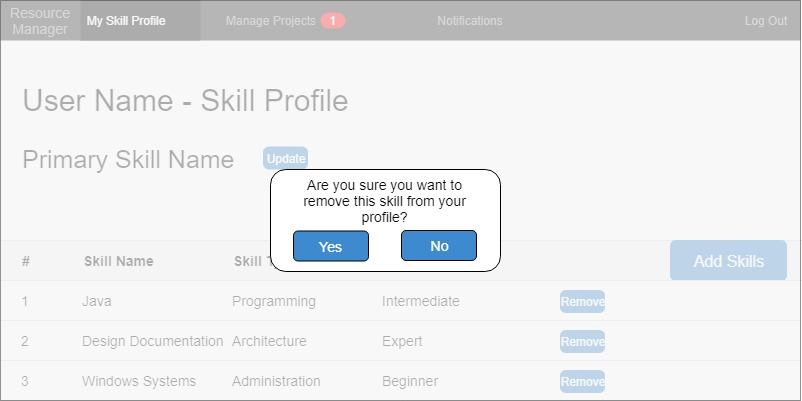 Resource
Manager
My Skill Profile
Manage Projects 1
Notifications
Log Out
User Name - Skill Profile
Primary Skill Name
Update
Are you sure you want to
remove this skill from your
profile?
Yes No
# Skill Name Skill
Add Skills
1 Java Programming Intermediate Remove
2 Design Documentation Architecture Expert Remove
3 Windows Systems Administration Beginner Remove